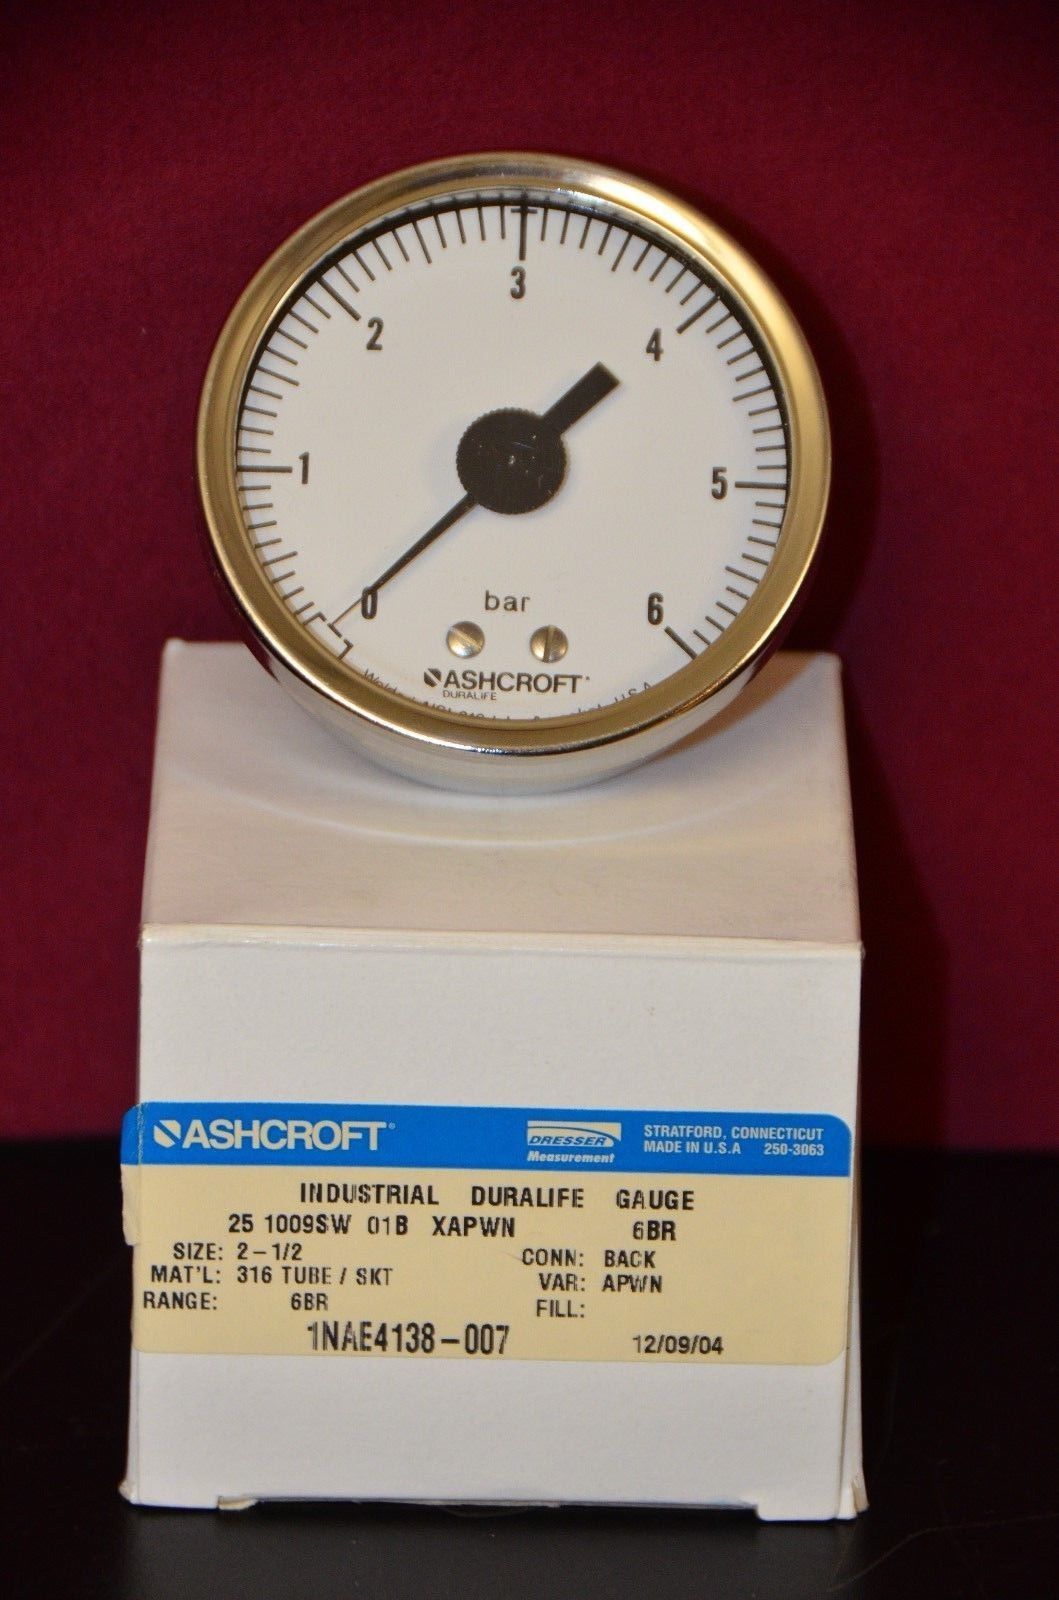 3
2
4
1
5
0
6
bar
ASHCROFT
DURALIFE
U.S.A
ASHCROFT®
DRESSER
Measurement
STRATFORD, CONNECTICUT
MADE IN U.S.A 250-3063
INDUSTRIAL DURALIFE GAUGE
25 1009SW 01B XAPWN 6BR
SIZE: 2-1/2 CONN: BACK
MAT'L: 316 TUBE / SKT VAR: APWN
RANGE: 6BR FILL:
1NAE4138-007 12/09/04